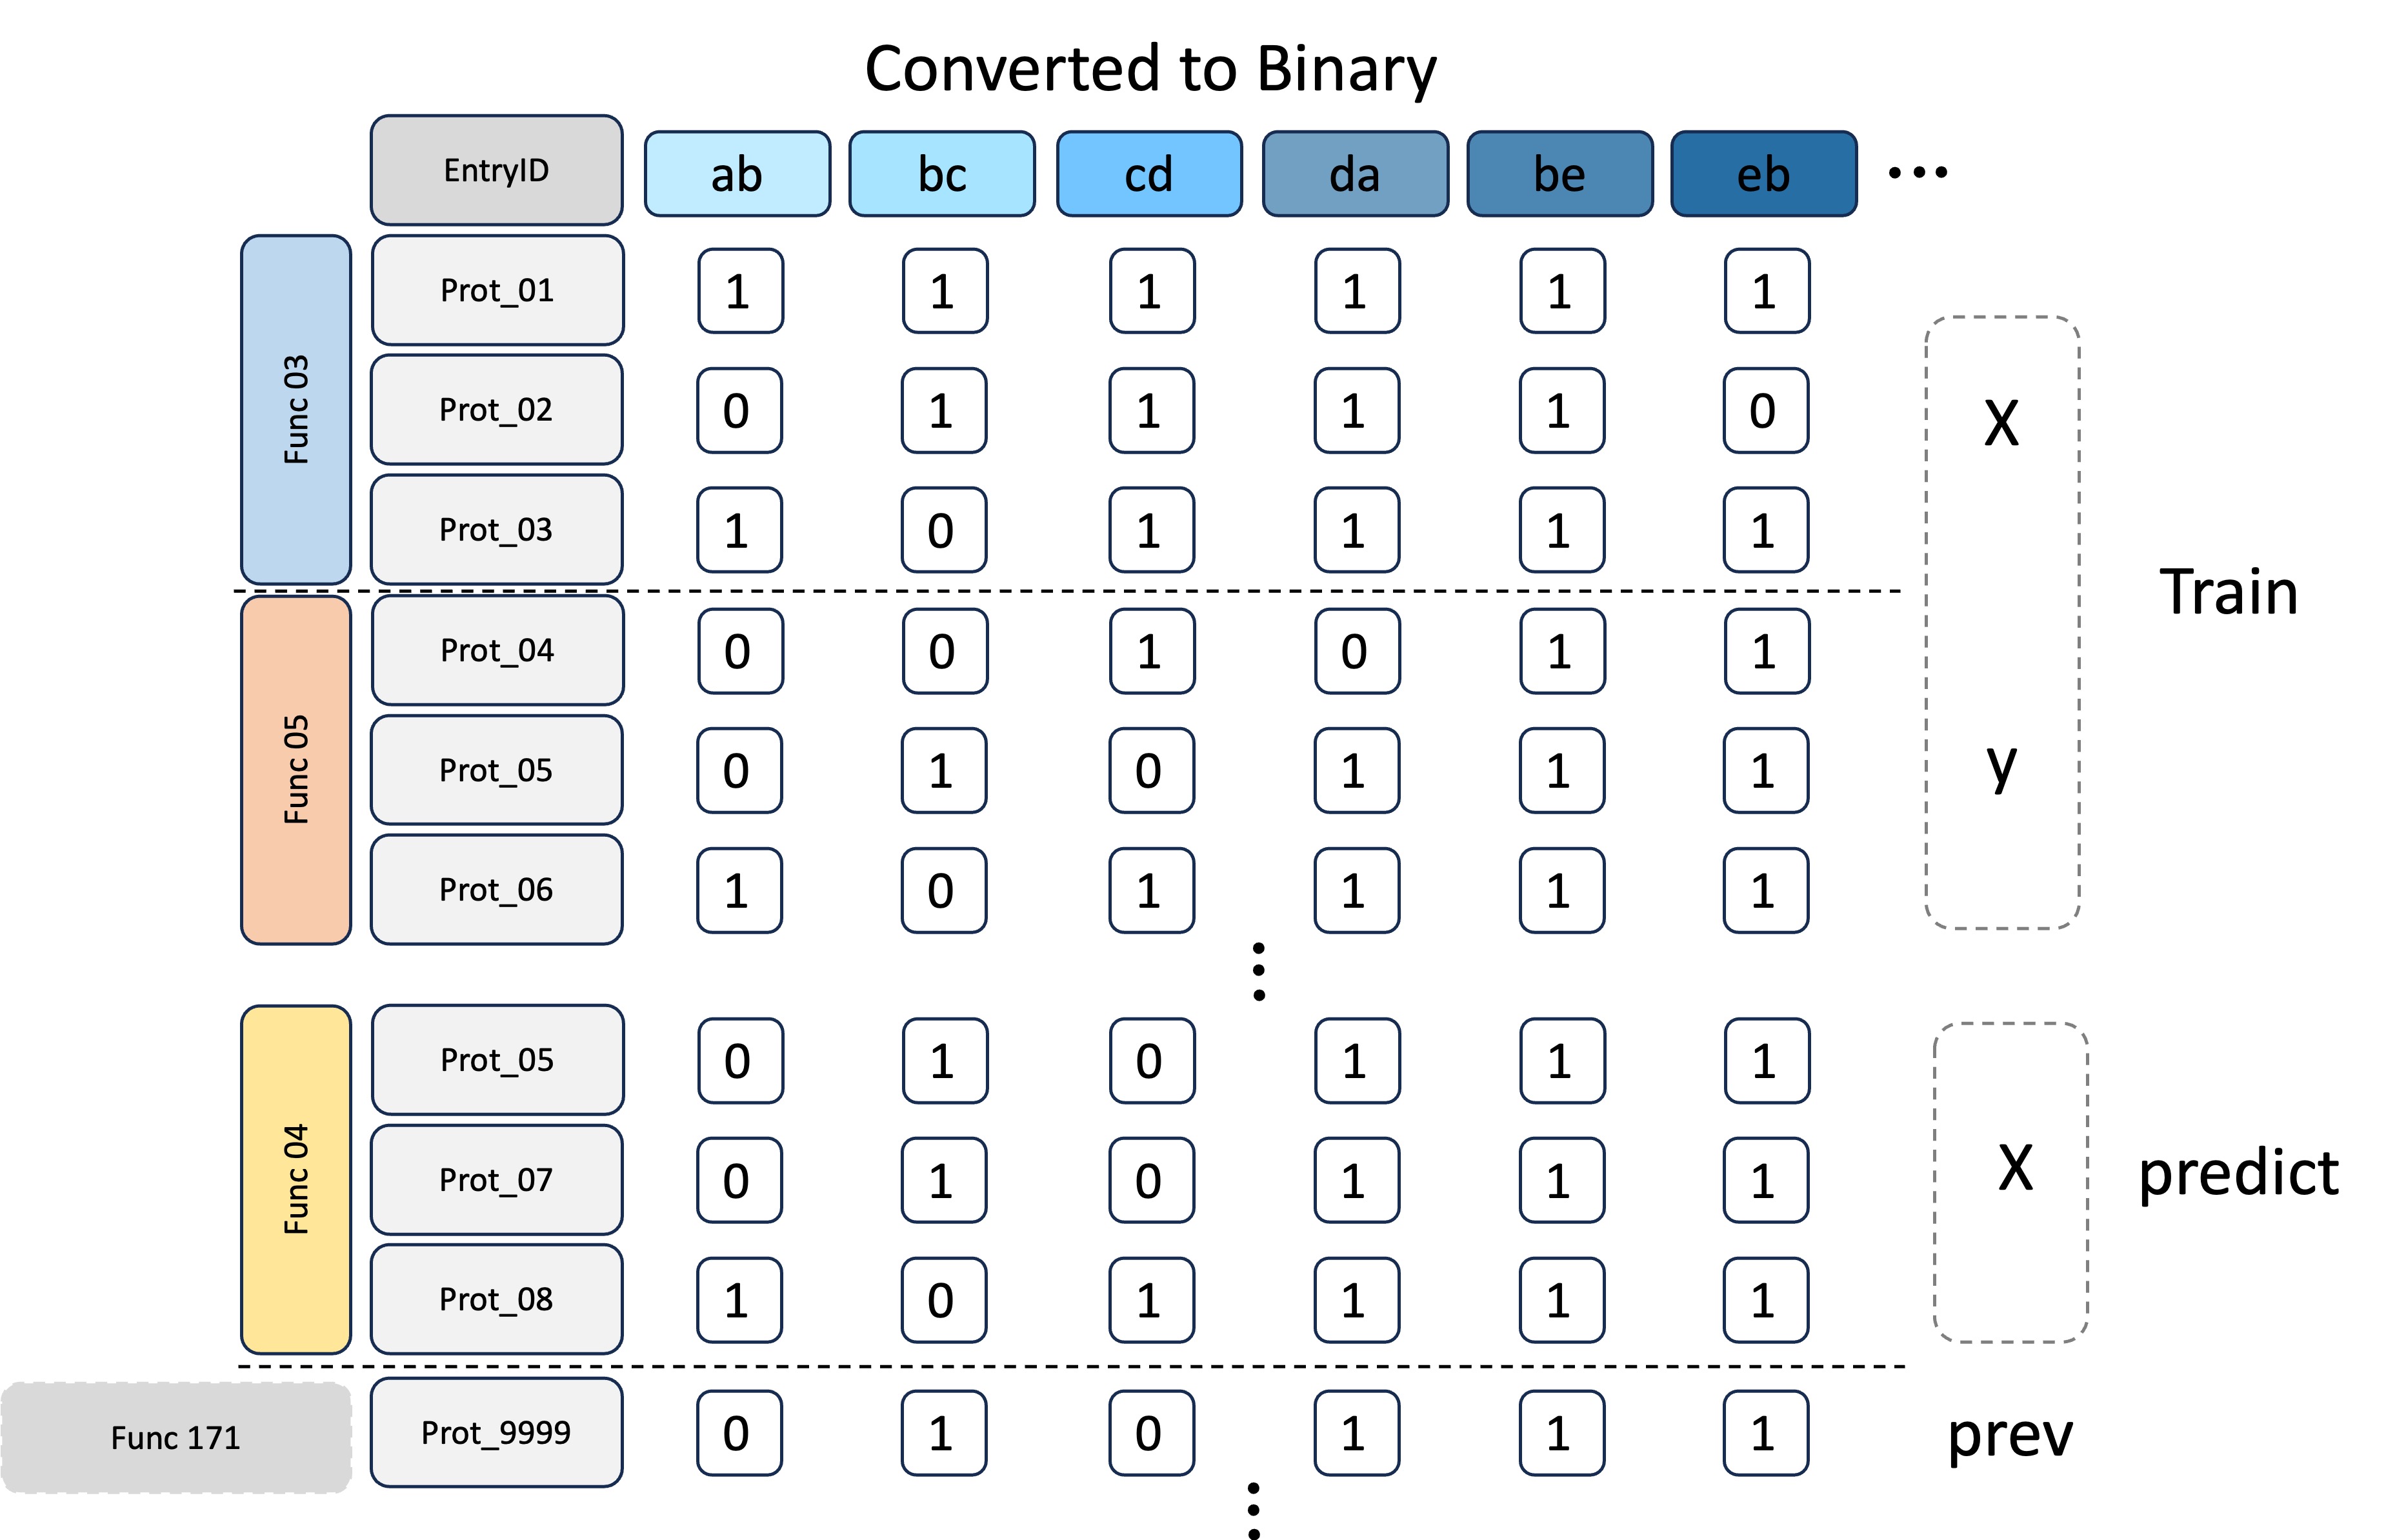 Converted to Binary
EntryID ab bc cd da be eb ...
Func 03
Prot_01 1 1 1 1 1 1
Prot_02 0 1 1 1 1 0
X
Prot_03 1 0 1 1 1 1
Train
Func 05
Prot_04 0 0 1 0 1 1
Prot_05 0 1 0 1 1 1
y
Prot_06 1 0 1 1 1 1
Func 04
Prot_05 0 1 0 1 1 1
Prot_07 0 1 0 1 1 1
X predict
Prot_08 1 0 1 1 1 1
Func 171 Prot_9999 0 1 0 1 1 1 prev